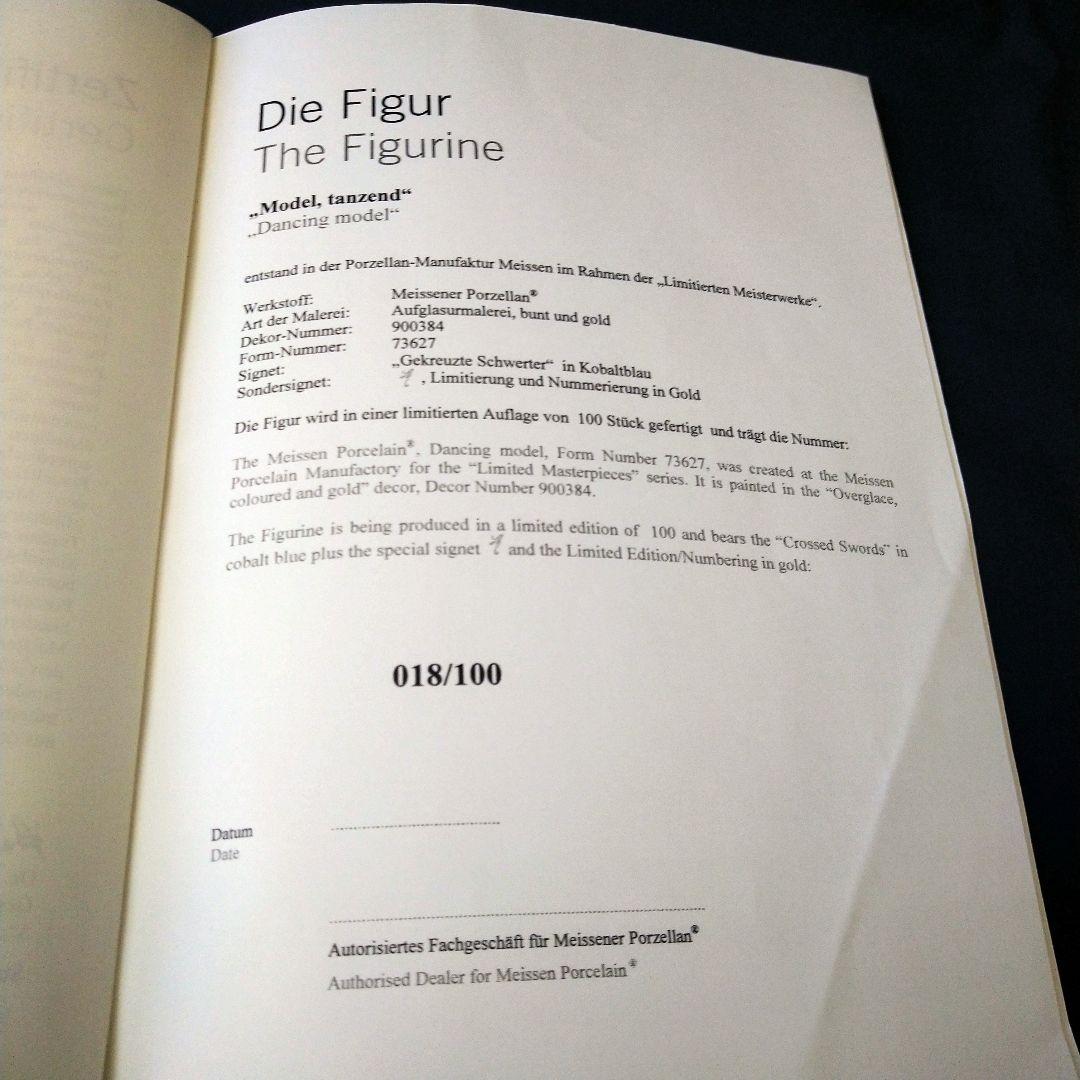 Die Figur
The Figurine
„Model, tanzend“
„Dancing model“
entstand in der Porzellan-Manufaktur Meissen im Rahmen der „Limitierten Meisterwerke“.
Werkstoff: Meissener Porzellan®
Art der Malerei: Aufglasurmalerei, bunt und gold
Dekor-Nummer: 900384
Form-Nummer: 73627
Signet: „Gekreuzte Schwerter“ in Kobaltblau
Sondersignet: , Limitierung und Nummerierung in Gold
Die Figur wird in einer limitierten Auflage von 100 Stück gefertigt und trägt die Nummer:
The Meissen Porcelain®, Dancing model, Form Number 73627, was created at the Meissen
Porcelain Manufactory for the “Limited Masterpieces” series. It is painted in the “Overglace,
coloured and gold” decor, Decor Number 900384.
The Figurine is being produced in a limited edition of 100 and bears the “Crossed Swords” in
cobalt blue plus the special signet and the Limited Edition/Numbering in gold:
018/100
Datum
Date
Autorisiertes Fachgeschäft für Meissener Porzellan®
Authorised Dealer for Meissen Porcelain®